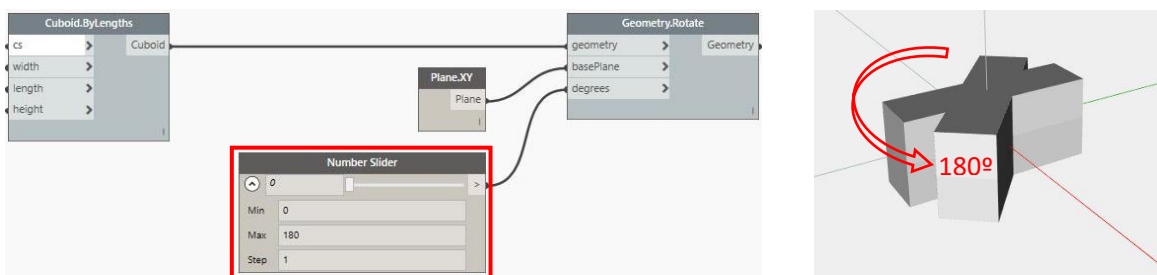 Cuboid.ByLengths
cs > Cuboid
width >
length >
height >
Plane.XY
Plane
Geometry.Rotate
geometry > Geometry
basePlane >
degrees >
Number Slider
0 >
Min 0
Max 180
Step 1
180º